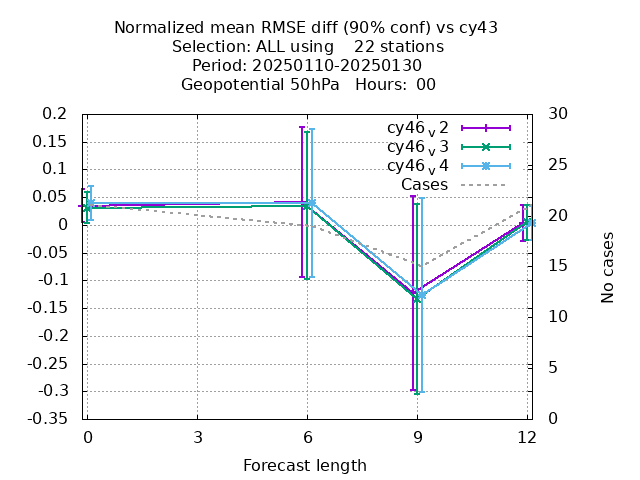 Normalized mean RMSE diff (90% conf) vs cy43
Selection: ALL using 22 stations
Period: 20250110-20250130
Geopotential 50hPa Hours: 00
0.2
0.15
0.1
0.05
0
-0.05
-0.1
-0.15
-0.2
-0.25
-0.3
-0.35
30
25
20
15
10
5
0
cy46v2
cy46v3
cy46v4
Cases
No cases
0 3 6 9 12
Forecast length